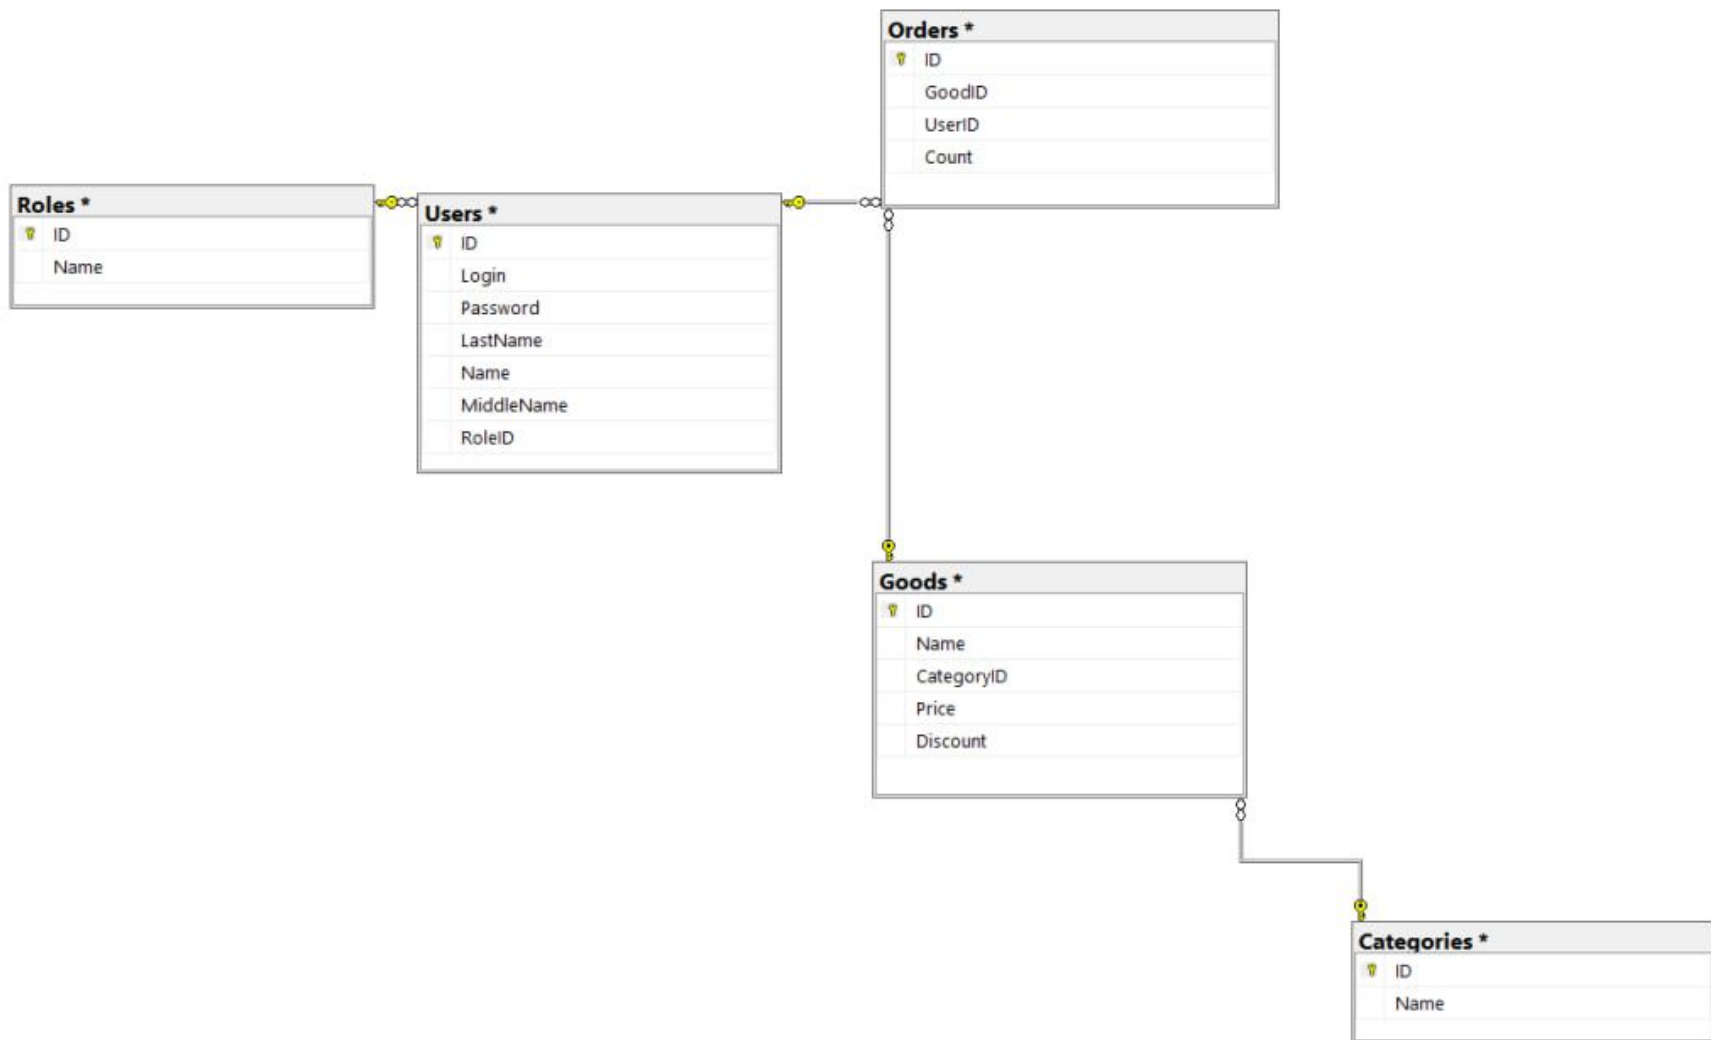 Orders *
ID
GoodID
UserID
Count
Roles *
ID
Name
Users *
ID
Login
Password
LastName
Name
MiddleName
RoleID
Goods *
ID
Name
CategoryID
Price
Discount
Categories *
ID
Name